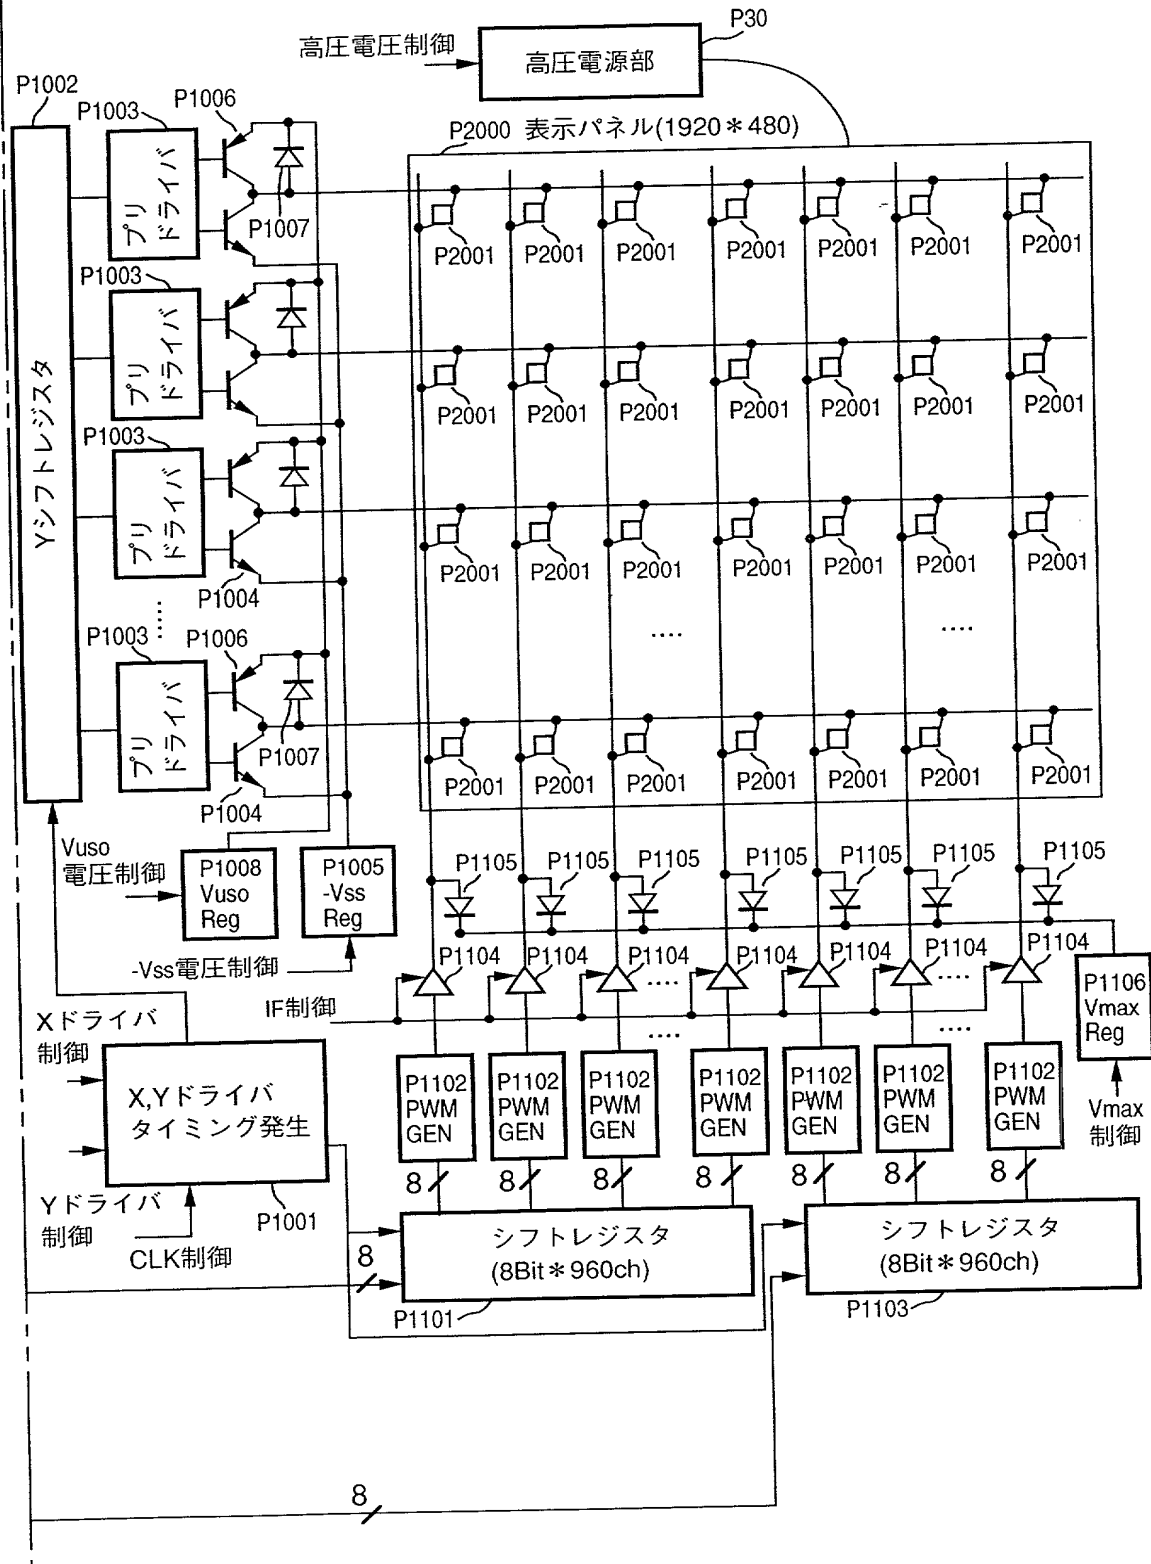 P30
高圧電圧制御
高圧電源部
P1002
P1003
P1006
P2000 表示パネル(1920*480)
プリ
ドライバ
P1007
P2001 P2001 P2001 P2001 P2001 P2001 P2001
P1003
プリ
ドライバ
P2001 P2001 P2001 P2001 P2001 P2001 P2001
Yシフトレジスタ
P1003
プリ
ドライバ
P2001 P2001 P2001 P2001 P2001 P2001 P2001
P1004
.....
.... ....
P1003 P1006
プリ
ドライバ
P1007
P2001 P2001 P2001 P2001 P2001 P2001 P2001
P1004
Vuso
電圧制御
P1008
Vuso
Reg
P1005
-Vss
Reg
P1105 P1105 P1105 P1105 P1105 P1105 P1105
-Vss電圧制御
P1104 P1104 P1104 P1104 P1104 P1104 P1104
.... ....
IF制御
P1106
Vmax
Reg
Xドライバ
制御
.... ....
X,Yドライバ
タイミング発生
P1102
PWM
GEN
P1102
PWM
GEN
P1102
PWM
GEN
P1102
PWM
GEN
P1102
PWM
GEN
P1102
PWM
GEN
P1102
PWM
GEN
Vmax
制御
8 8 8 8 8 8 8
Yドライバ
制御
P1001
CLK制御
8
シフトレジスタ
(8Bit*960ch)
シフトレジスタ
(8Bit*960ch)
P1101
P1103
8